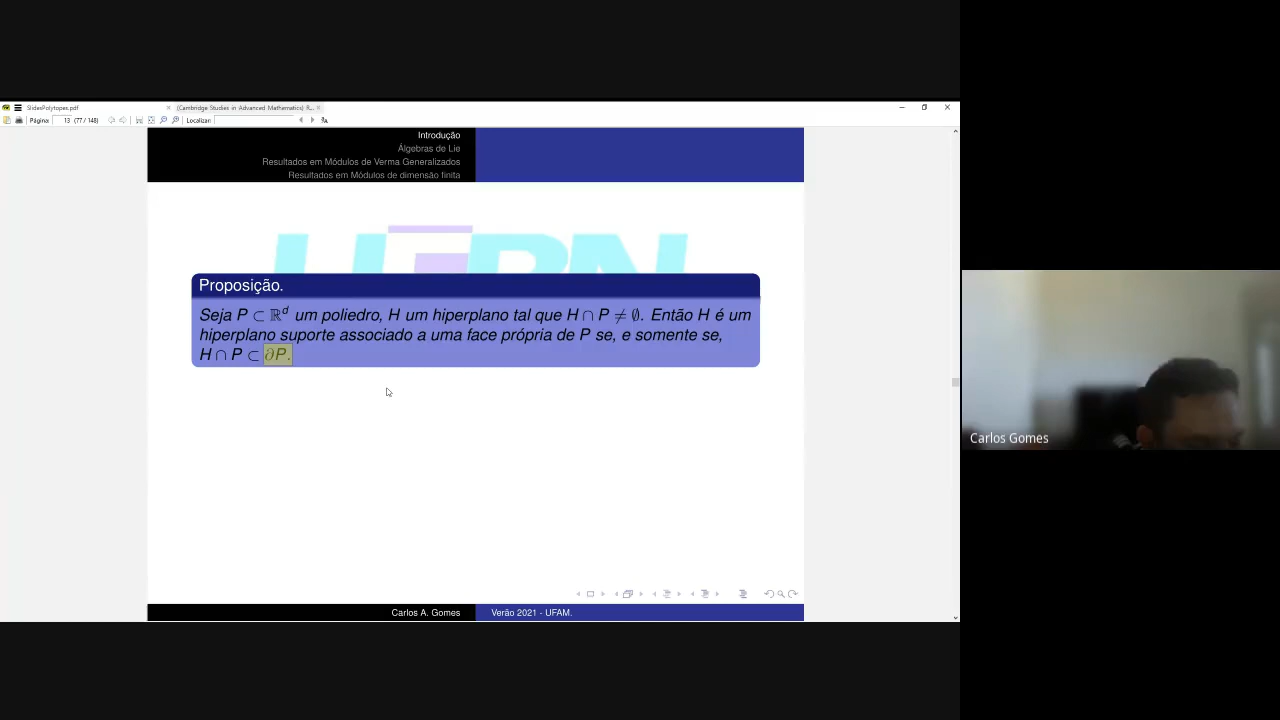 SlidesPolytopes.pdf
(Cambridge Studies in Advanced Mathematics) R...
Página: 13 (77 / 148) Localizar:
Introdução
Álgebras de Lie
Resultados em Módulos de Verma Generalizados
Resultados em Módulos de dimensão finita
UFRN
Proposição.
Seja P ⊂ ℝᵈ um poliedro, H um hiperplano tal que H ∩ P ≠ ∅. Então H é um
hiperplano suporte associado a uma face própria de P se, e somente se,
H ∩ P ⊂ ∂P.
Carlos Gomes
Carlos A. Gomes Verão 2021 - UFAM.